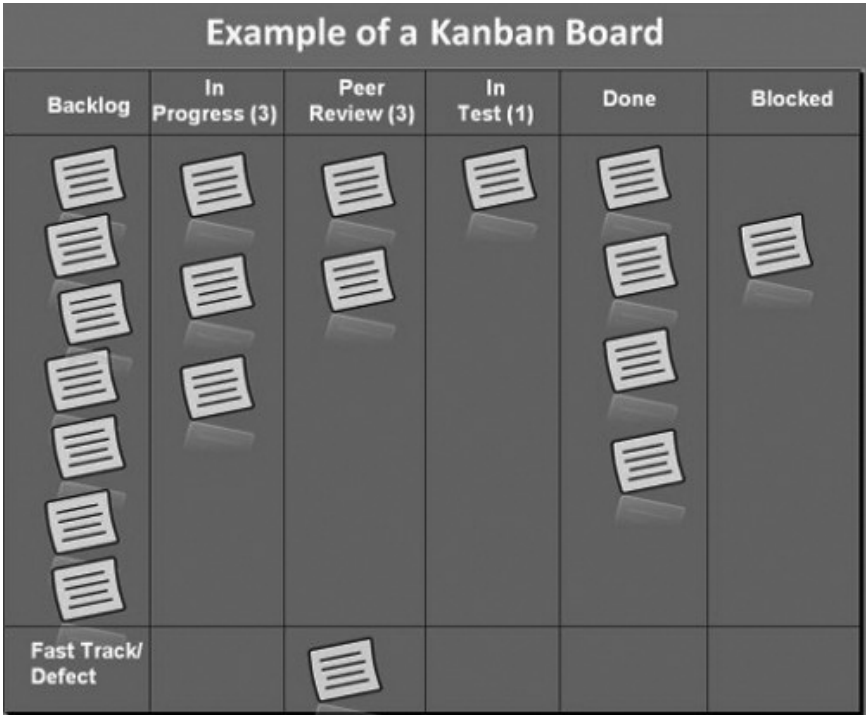 Example of a Kanban Board
Backlog
In
Progress (3)
Peer
Review (3)
In
Test (1)
Done
Blocked
Fast Track/
Defect